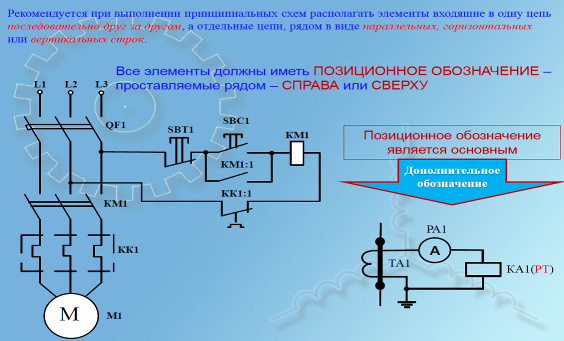 Рекомендуется при выполнении принципиальных схем располагать элементы входящие в одну цепь
последовательно друг за другом, а отдельные цепи, рядом в виде параллельных, горизонтальных
или вертикальных строк.
Все элементы должны иметь ПОЗИЦИОННОЕ ОБОЗНАЧЕНИЕ –
проставляемые рядом – СПРАВА или СВЕРХУ
L1 L2 L3
QF1
SBT1
SBC1
KM1
KM1:1
KK1:1
KM1
KK1
M
M1
Позиционное обозначение
является основным
Дополнительное
обозначение
PA1
A
TA1
KA1(PT)